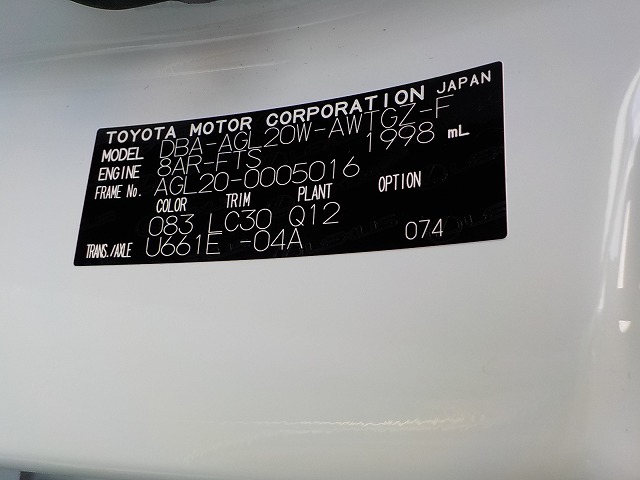 TOYOTA MOTOR CORPORATION JAPAN
MODEL DBA-AGL20W-AWTGZ-F
ENGINE 8AR-FTS 1998 mL
FRAME No. AGL20-0005016
COLOR TRIM PLANT OPTION
083 LC30 Q12
TRANS./AXLE U661E -04A 074